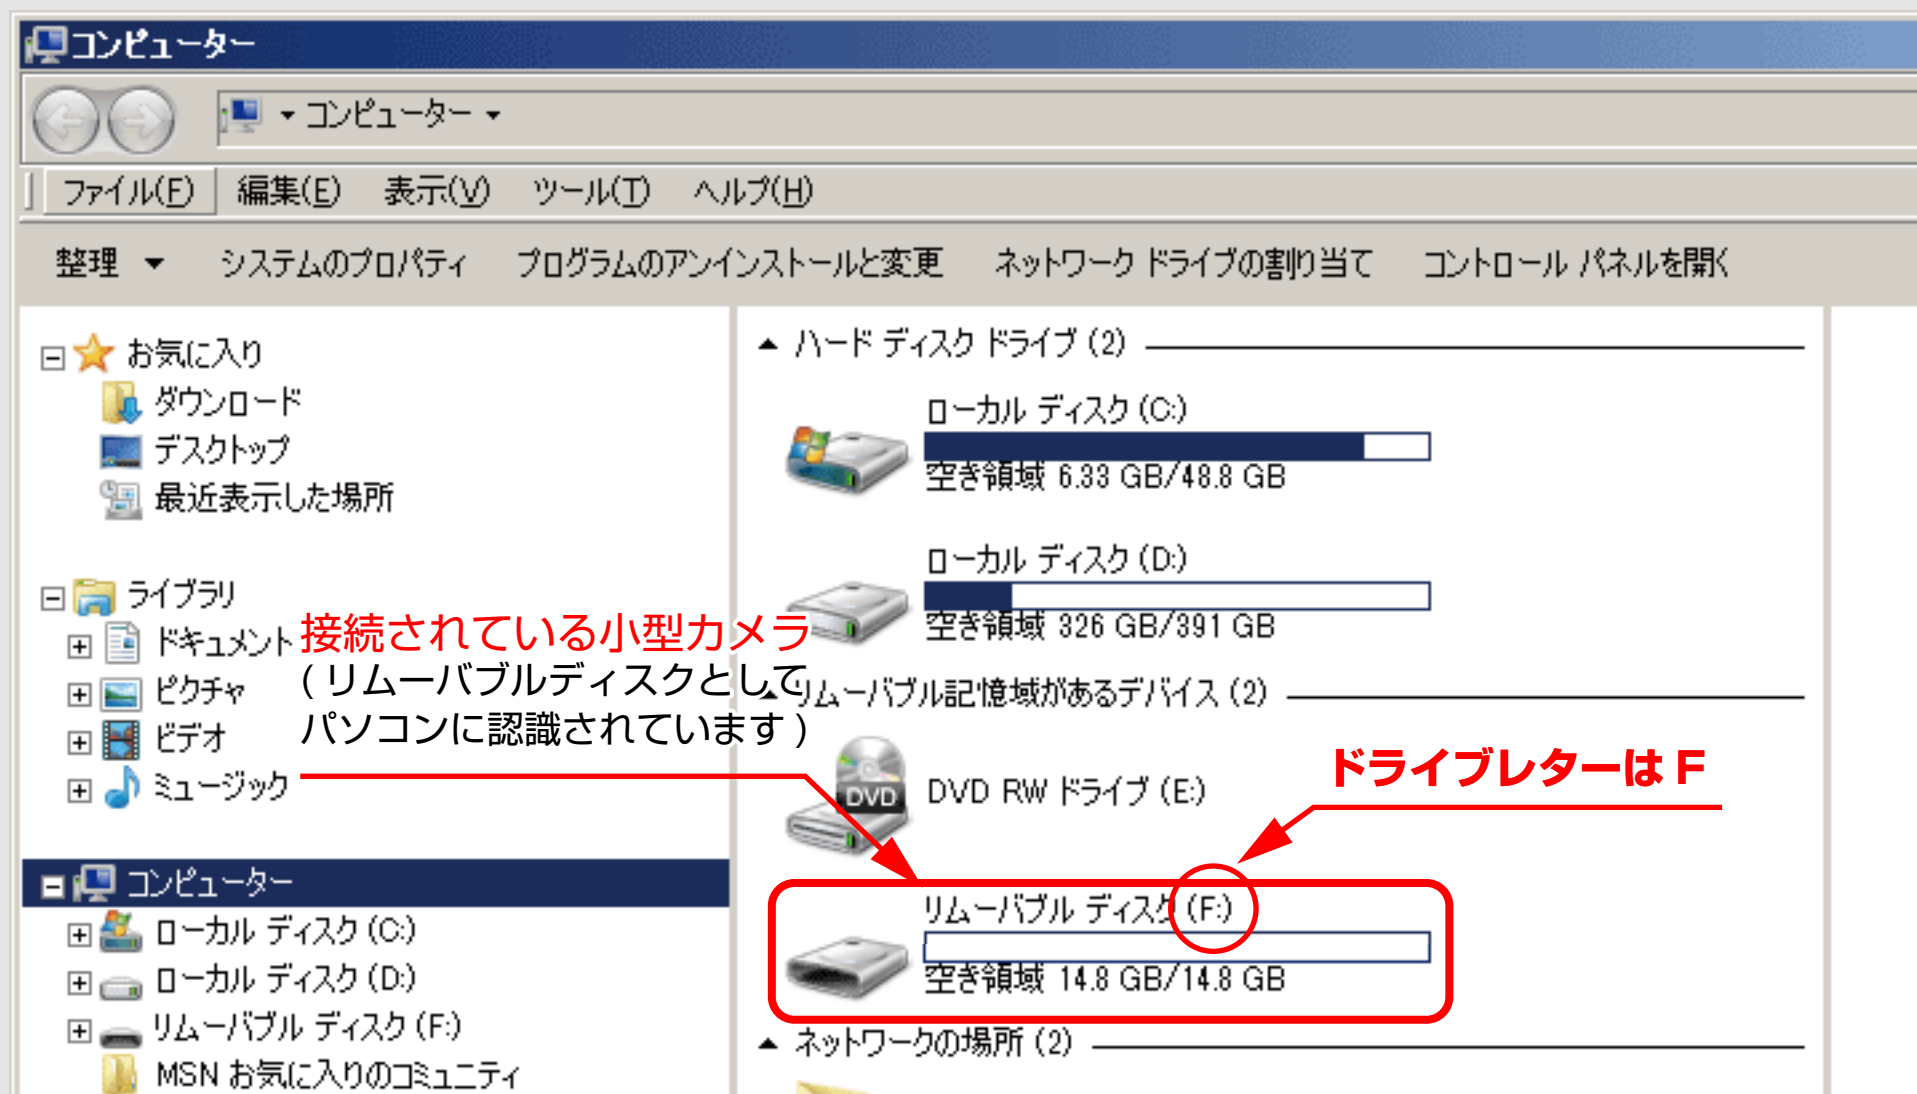 コンピューター
コンピューター
ファイル(F) 編集(E) 表示(V) ツール(T) ヘルプ(H)
整理 システムのプロパティ プログラムのアンインストールと変更 ネットワーク ドライブの割り当て コントロール パネルを開く
お気に入り
ダウンロード
デスクトップ
最近表示した場所
ライブラリ
ドキュメント
ピクチャ
ビデオ
ミュージック
コンピューター
ローカル ディスク (C:)
ローカル ディスク (D:)
リムーバブル ディスク (F:)
MSN お気に入りのコミュニティ
接続されている小型カメラ
(リムーバブルディスクとして
パソコンに認識されています)
ハード ディスク ドライブ (2)
ローカル ディスク (C:)
空き領域 6.33 GB/48.8 GB
ローカル ディスク (D:)
空き領域 326 GB/391 GB
リムーバブル記憶域があるデバイス (2)
DVD
DVD RW ドライブ (E:)
ドライブレターは F
リムーバブル ディスク (F:)
空き領域 14.8 GB/14.8 GB
ネットワークの場所 (2)